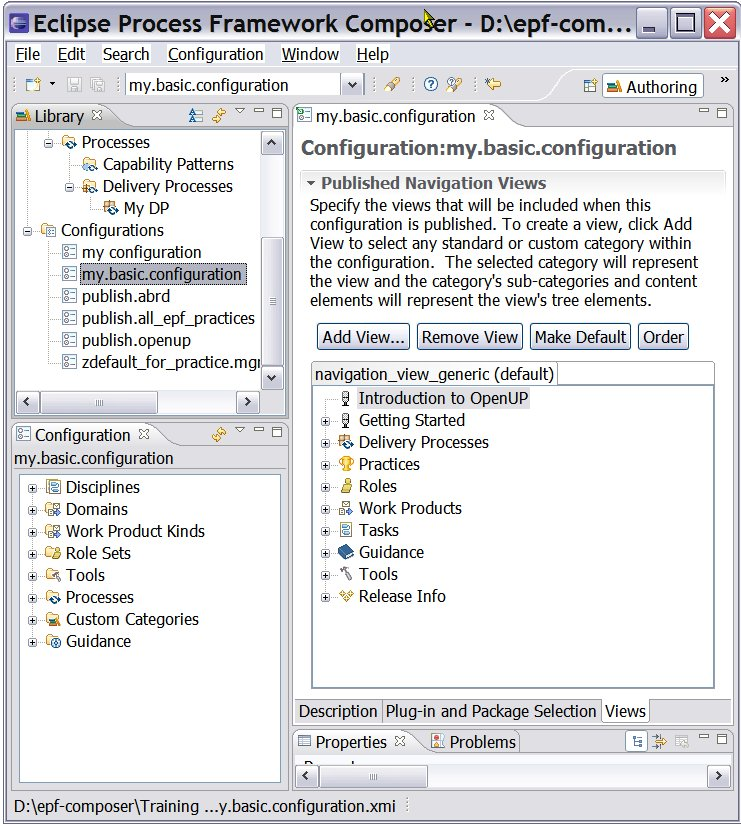 Eclipse Process Framework Composer - D:\epf-com...
File Edit Search Configuration Window Help
my.basic.configuration
Authoring
Library
Processes
Capability Patterns
Delivery Processes
My DP
Configurations
my configuration
my.basic.configuration
publish.abrd
publish.all_epf_practices
publish.openup
zdefault_for_practice.mgr
Configuration
my.basic.configuration
Disciplines
Domains
Work Product Kinds
Role Sets
Tools
Processes
Custom Categories
Guidance
my.basic.configuration
Configuration:my.basic.configuration
Published Navigation Views
Specify the views that will be included when this
configuration is published. To create a view, click Add
View to select any standard or custom category within
the configuration. The selected category will represent
the view and the category's sub-categories and content
elements will represent the view's tree elements.
Add View... Remove View Make Default Order
navigation_view_generic (default)
Introduction to OpenUP
Getting Started
Delivery Processes
Practices
Roles
Work Products
Tasks
Guidance
Tools
Release Info
Description Plug-in and Package Selection Views
Properties Problems
D:\epf-composer\Training ...y.basic.configuration.xmi